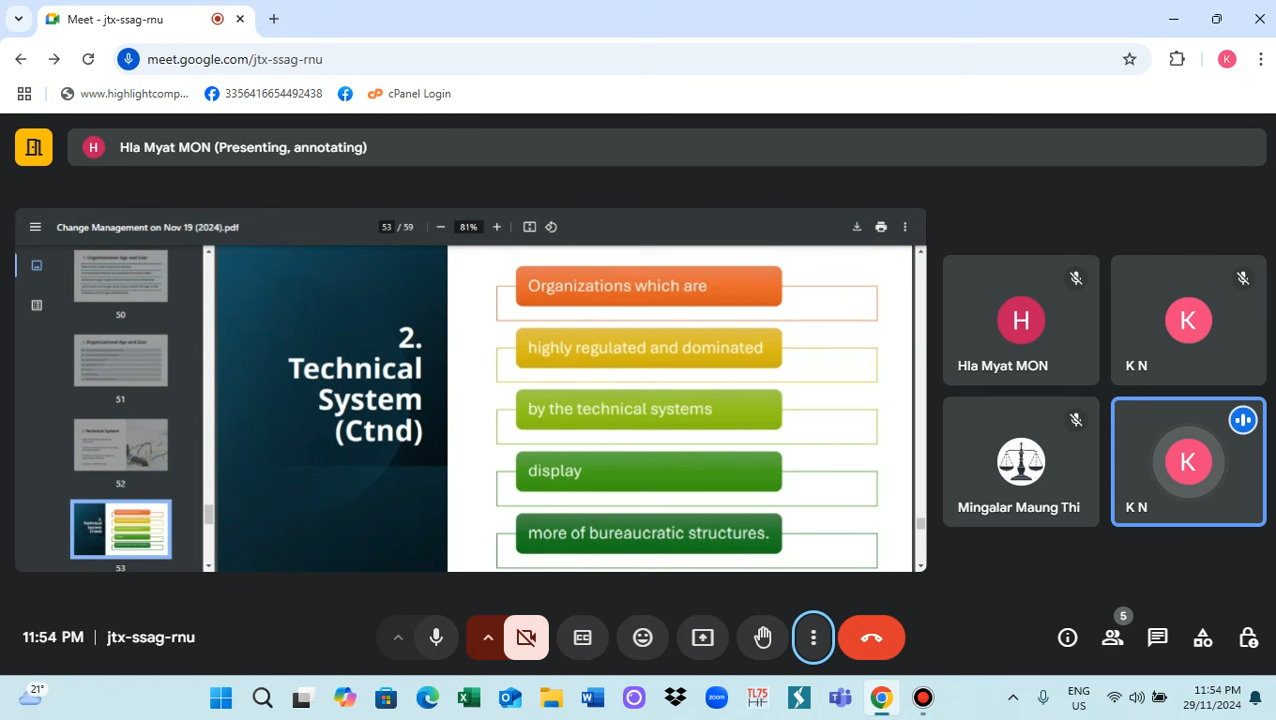 Meet - jtx-ssag-rnu
meet.google.com/jtx-ssag-rnu
www.highlightcomp...
3356416654492438
cPanel Login
K
H
Hla Myat MON (Presenting, annotating)
Change Management on Nov 19 (2024).pdf
53 / 59
81%
50
51
52
53
2.
Technical
System
(Ctnd)
Organizations which are
highly regulated and dominated
by the technical systems
display
more of bureaucratic structures.
H
Hla Myat MON
K
K N
Mingalar Maung Thi
K
K N
11:54 PM | jtx-ssag-rnu
5
21°
zoom
TL75
ENG
US
11:54 PM
29/11/2024